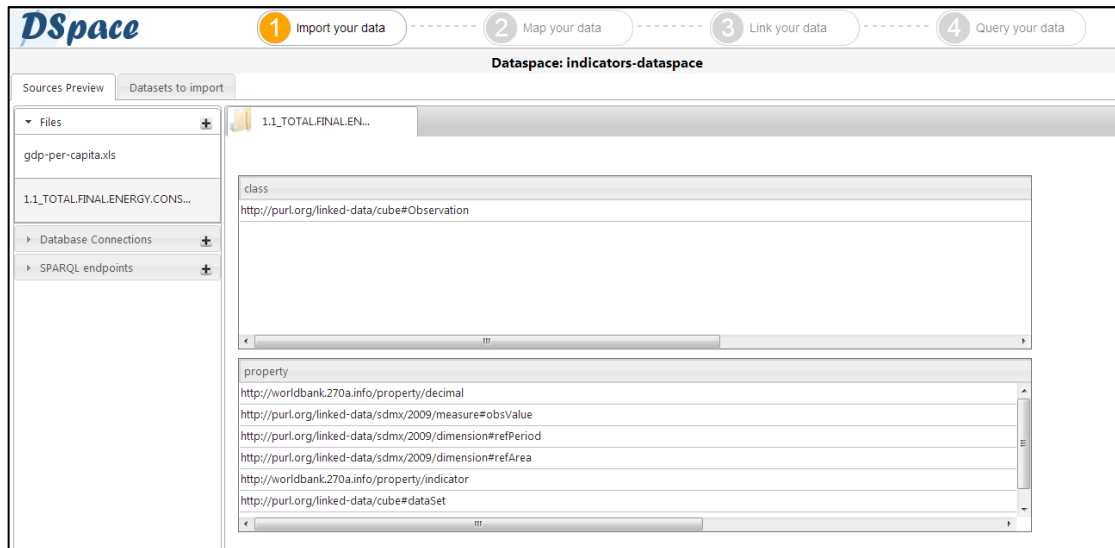 DSpace
1 Import your data 2 Map your data 3 Link your data 4 Query your data
Dataspace: indicators-dataspace
Sources Preview Datasets to import
Files
gdp-per-capita.xls
1.1_TOTAL.FINAL.ENERGY.CONS...
Database Connections
SPARQL endpoints
1.1_TOTAL.FINAL.EN...
class
http://purl.org/linked-data/cube#Observation
property
http://worldbank.270a.info/property/decimal
http://purl.org/linked-data/sdmx/2009/measure#obsValue
http://purl.org/linked-data/sdmx/2009/dimension#refPeriod
http://purl.org/linked-data/sdmx/2009/dimension#refArea
http://worldbank.270a.info/property/indicator
http://purl.org/linked-data/cube#dataSet